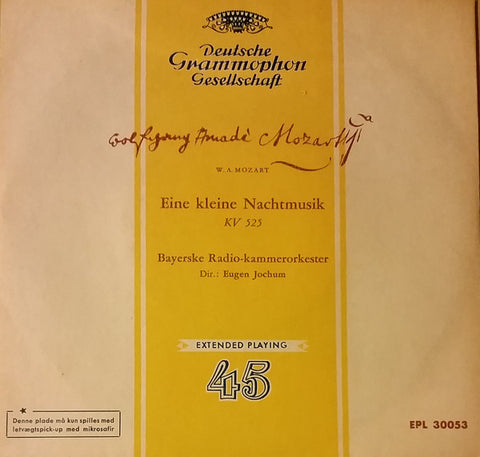 Deutsche
Grammophon
Gesellschaft
Wolfgang Amadè Mozart
W. A. MOZART
Eine kleine Nachtmusik
KV 525
Bayerske Radio-kammerorkester
Dir.: Eugen Jochum
EXTENDED PLAYING
45
Denne plade må kun spilles med
letvægtspick-up med mikrosafir
EPL 30053